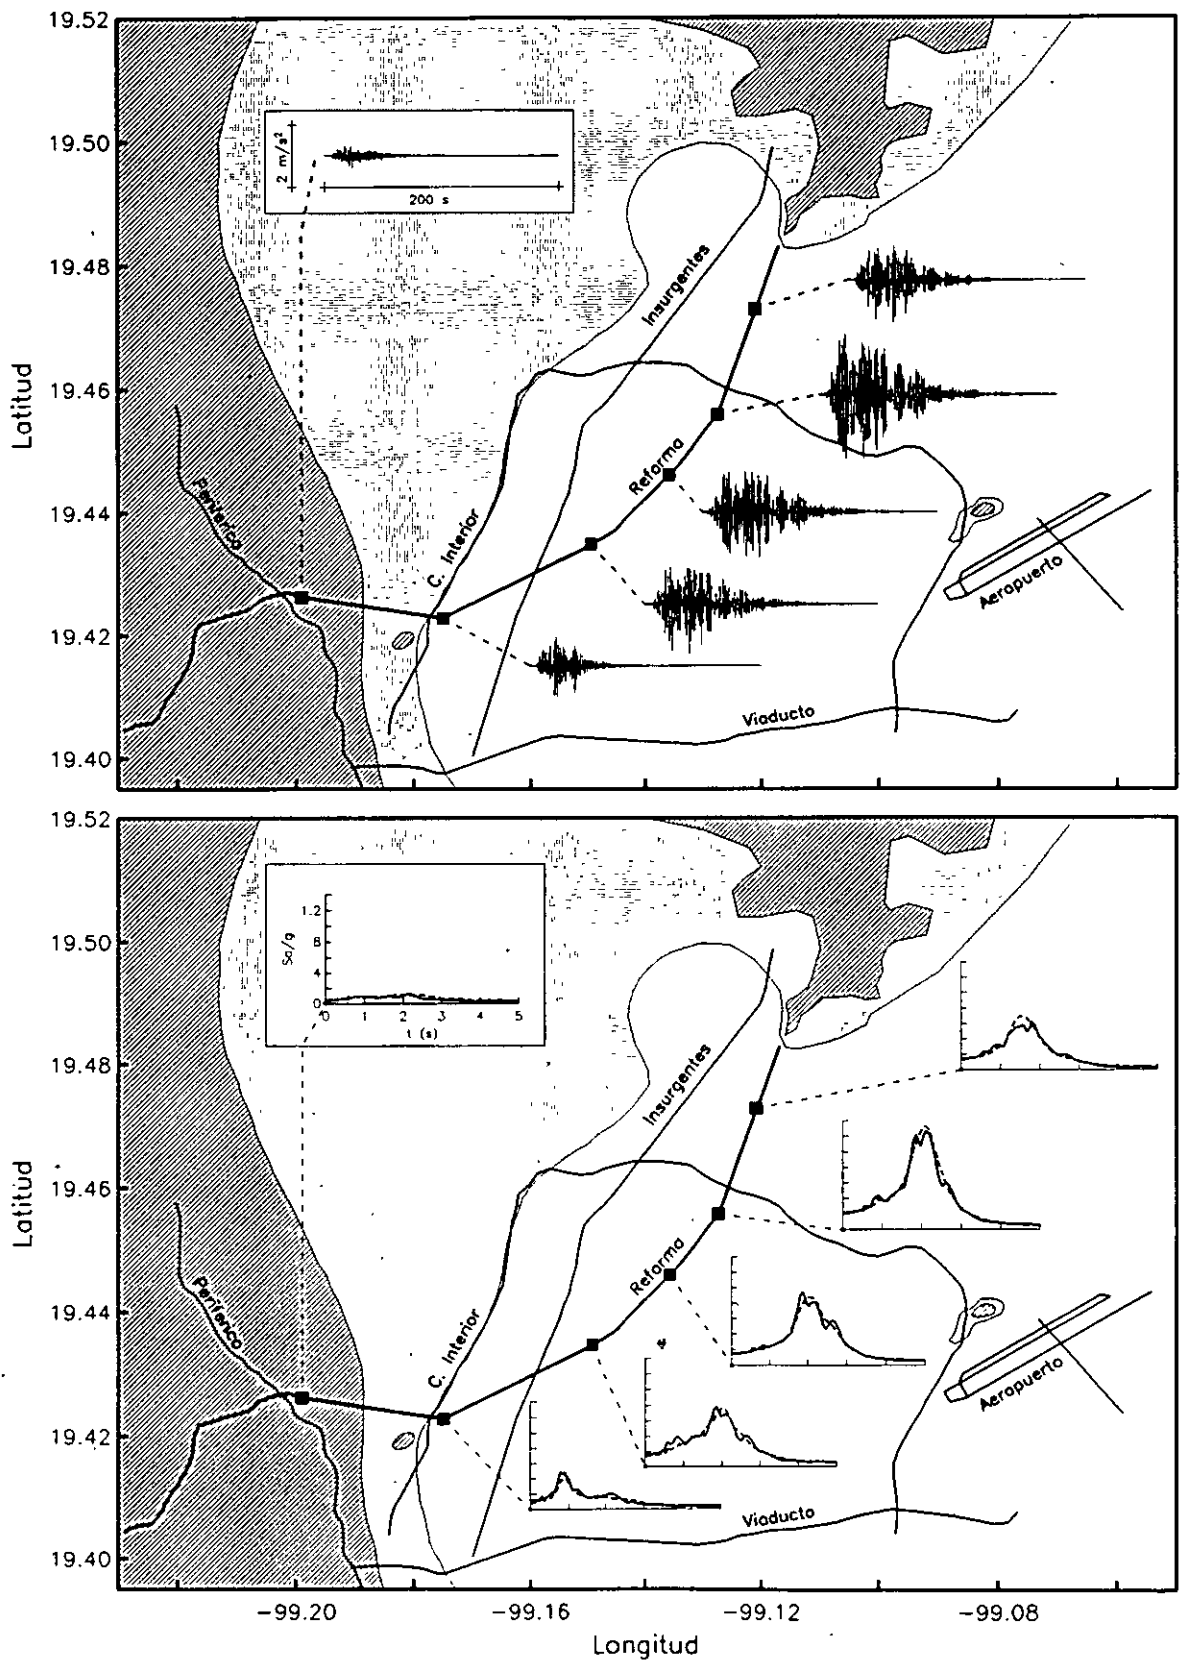 19.52
19.50
19.48
19.46
19.44
19.42
19.40
Latitud
2 m/s²
200 s
Insurgentes
Reforma
C. Interior
Periferico
Aeropuerto
Viaducto
19.52
19.50
19.48
19.46
19.44
19.42
19.40
Latitud
Sa/g
1.2
8
4
0
0 1 2 3 4 5
t (s)
Insurgentes
Reforma
C. Interior
Periferico
Aeropuerto
Viaducto
-99.20 -99.16 -99.12 -99.08
Longitud